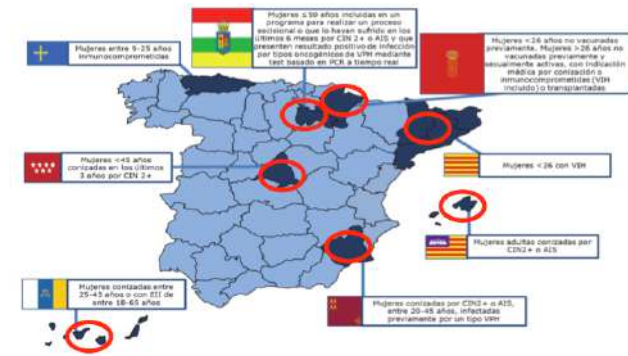 Mujeres ≤50 años incluidas en un
programa para realizar un proceso
escisional o que lo hayan sufrido en los
últimos 6 meses por CIN 2+ o AIS y que
presenten resultado positivo de infección
por tipos oncogénicos de VPH mediante
test basado en PCR a tiempo real
Mujeres <26 años no vacunadas
previamente. Mujeres >26 años no
vacunadas previamente y
sexualmente activas, con indicación
médica por conización o
inmunocomprometidas (VIH
incluido) o transplantadas
Mujeres entre 9-25 años
inmunocomprometidas
Mujeres <45 años
conizadas en los últimos
3 años por CIN 2+
Mujeres <26 con VIH
Mujeres adultas conizadas por
CIN2+ o AIS
Mujeres conizadas entre
25-45 años o con EII de
entre 18-65 años
Mujeres conizadas por CIN2+ o AIS,
entre 20-45 años, infectadas
previamente por un tipo VPH